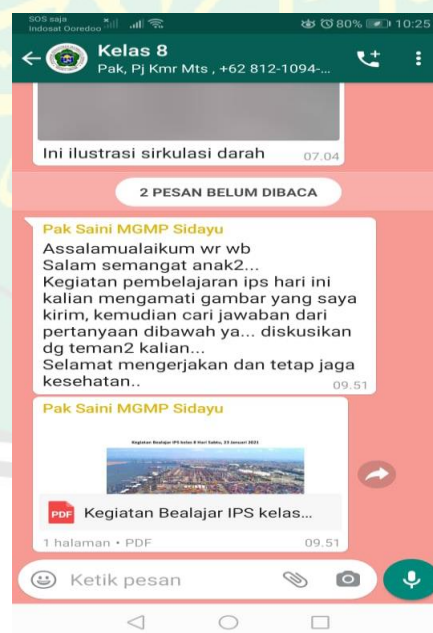 SOS saja
Indosat Ooredoo
80% 10:25
Kelas 8
Pak, Pj Kmr Mts , +62 812-1094-...
Ini ilustrasi sirkulasi darah 07.04
2 PESAN BELUM DIBACA
Pak Saini MGMP Sidayu
Assalamualaikum wr wb
Salam semangat anak2...
Kegiatan pembelajaran ips hari ini
kalian mengamati gambar yang saya
kirim, kemudian cari jawaban dari
pertanyaan dibawah ya... diskusikan
dg teman2 kalian...
Selamat mengerjakan dan tetap jaga
kesehatan.. 09.51
Pak Saini MGMP Sidayu
Kegiatan Bealajar IPS kelas 8 Hari Sabtu, 23 Januari 2021
PDF Kegiatan Bealajar IPS kelas...
1 halaman • PDF 09.51
Ketik pesan